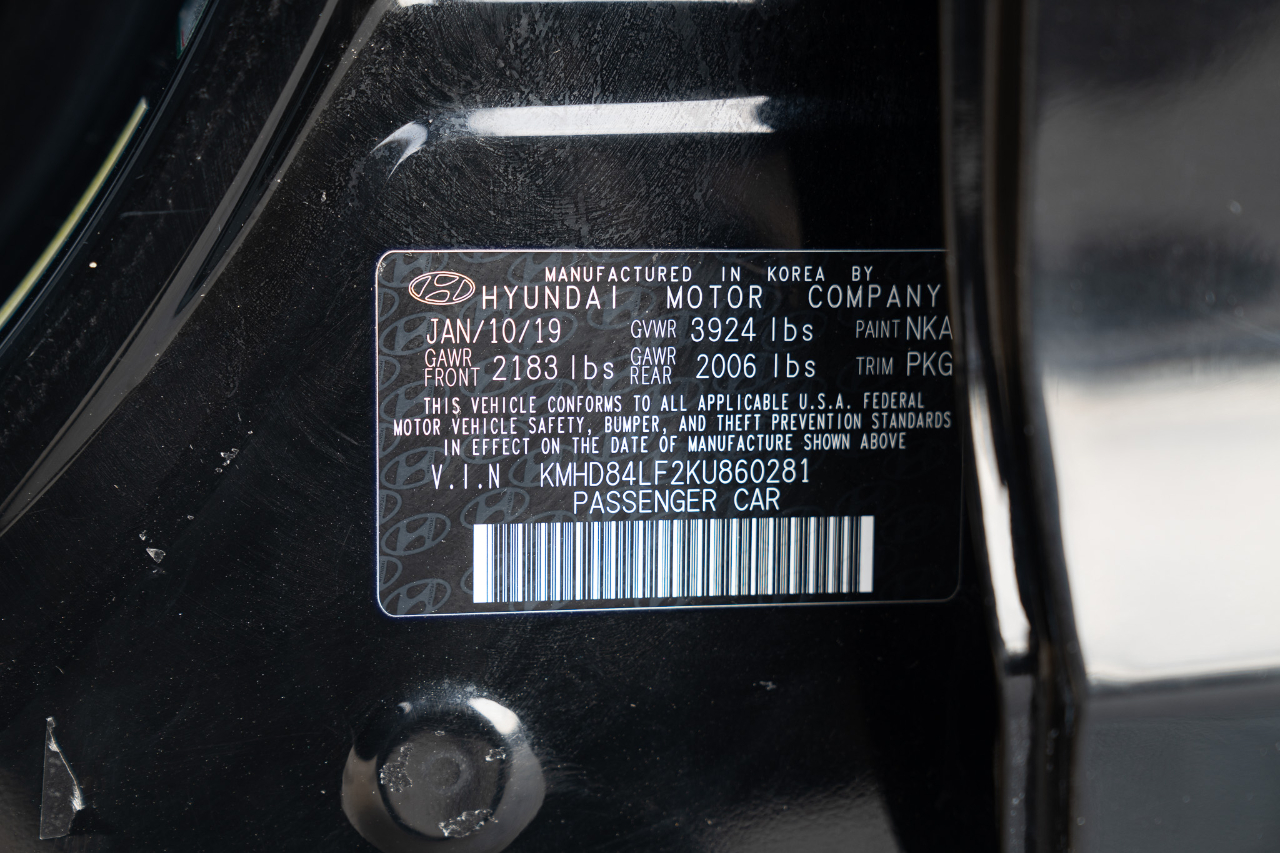 MANUFACTURED IN KOREA BY
HYUNDAI MOTOR COMPANY
JAN/10/19 GVWR 3924 lbs PAINT NKA
GAWR FRONT 2183 lbs GAWR REAR 2006 lbs TRIM PKG
THIS VEHICLE CONFORMS TO ALL APPLICABLE U.S.A. FEDERAL
MOTOR VEHICLE SAFETY, BUMPER, AND THEFT PREVENTION STANDARDS
IN EFFECT ON THE DATE OF MANUFACTURE SHOWN ABOVE
V.I.N KMHD84LF2KU860281
PASSENGER CAR